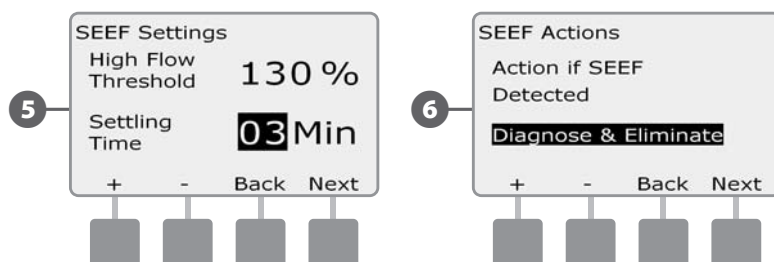 5
SEEF Settings
High Flow
Threshold
130 %
Settling
Time
03 Min
+ - Back Next
6
SEEF Actions
Action if SEEF
Detected
Diagnose & Eliminate
+ - Back Next